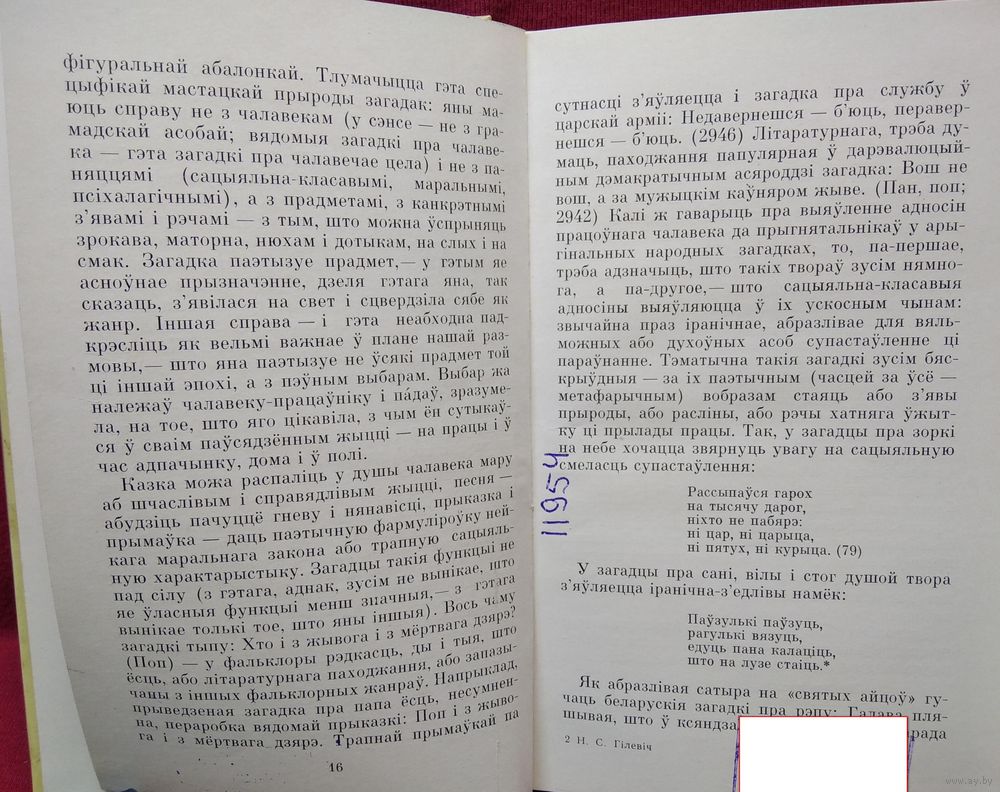 фігуральнай абалонкай. Тлумачыцца гэта спе-
цыфікай мастацкай прыроды загадак: яны ма-
юць справу не з чалавекам (у сэнсе — не з гра-
мадскай асобай; вядомыя загадкі пра чалаве-
ка — гэта загадкі пра чалавечае цела) і не з па-
няццямі (сацыяльна-класавымі, маральнымі,
псіхалагічнымі), а з прадметамі, з канкрэтнымі
з'явамі і рэчамі — з тым, што можна ўспрыняць
зрокава, маторна, нюхам і дотыкам, на слых і на
смак. Загадка паэтызуе прадмет,— у гэтым яе
асноўнае прызначэнне, дзеля гэтага яна, так
сказаць, з'явілася на свет і сцвердзіла сябе як
жанр. Іншая справа — і гэта неабходна пад-
крэсліць як вельмі важнае ў плане нашай раз-
мовы,— што яна паэтызуе не ўсякі прадмет той
ці іншай эпохі, а з пэўным выбарам. Выбар жа
належаў чалавеку-працаўніку і падаў, зразуме-
ла, на тое, што яго цікавіла, з чым ён сутыкаў-
ся ў сваім паўсядзённым жыцці — на працы і ў
час адпачынку, дома і ў полі.
Казка можа распаліць у душы чалавека мару
аб шчаслівым і справядлівым жыцці, песня —
абудзіць пачуццё гневу і нянавісці, прыказка і
прымаўка — даць паэтычную фармуліроўку ней-
кага маральнага закона або трапную сацыяль-
ную характарыстыку. Загадцы такія функцыі не
пад сілу (з гэтага, аднак, зусім не вынікае, што
яе ўласныя функцыі менш значныя,— з гэтага
вынікае толькі тое, што яны іншыя). Вось чаму
загадкі тыпу: Хто і з жывога і з мёртвага дзярэ?
(Поп) — у фальклоры рэдкасць, ды і тыя, што
ёсць, або літаратурнага паходжання, або запазы-
чаны з іншых фальклорных жанраў. Напрыклад,
прыведзеная загадка пра папа ёсць, несумнен-
на, пераробка вядомай прыказкі: Поп і з жыво-
га і з мёртвага дзярэ. Трапнай прымаўкай па
16
сутнасці з'яўляецца і загадка пра службу ў
царскай арміі: Недавернешся — б'юць, перавер-
нешся — б'юць. (2946) Літаратурнага, трэба ду-
маць, паходжання папулярная ў дарэвалюцый-
ным дэмакратычным асяроддзі загадка: Вош не
вош, а за мужыцкім каўняром жыве. (Пан, поп;
2942) Калі ж гаварыць пра выяўленне адносін
працоўнага чалавека да прыгнятальнікаў у ары-
гінальных народных загадках, то, па-першае,
трэба адзначыць, што такіх твораў зусім нямно-
га, а па-другое,— што сацыяльна-класавыя
адносіны выяўляюцца ў іх ускосным чынам:
звычайна праз іранічнае, абразлівае для вяль-
можных або духоўных асоб супастаўленне ці
параўнанне. Тэматычна такія загадкі зусім бяс-
крыўдныя — за іх паэтычным (часцей за ўсё —
метафарычным) вобразам стаяць або з'явы
прыроды, або расліны, або рэчы хатняга ўжыт-
ку ці прылады працы. Так, у загадцы пра зоркі
на небе хочацца звярнуць увагу на сацыяльную
смеласць супастаўлення:
Рассыпаўся гарох
на тысячу дарог,
ніхто не пабярэ:
ні цар, ні царыца,
ні пятух, ні курыца. (79)
У загадцы пра сані, вілы і стог душой твора
з'яўляецца іранічна-з'едлівы намёк:
Паўзулькі паўзуць,
рагулькі вязуць,
едуць пана калаціць,
што на лузе стаіць.*
Як абразлівая сатыра на «святых айцоў» гу-
чаць беларускія загадкі пра рэпу: Галава пля-
шывая, што ў ксяндза арада
2 Н. С. Гілевіч
11954
www.ay.by